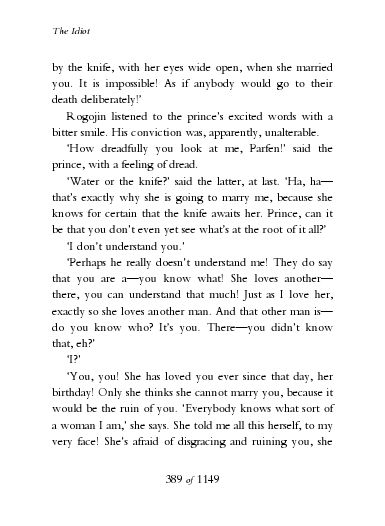 The Idiot
by the knife, with her eyes wide open, when she married
you. It is impossible! As if anybody would go to their
death deliberately!’
Rogojin listened to the prince’s excited words with a
bitter smile. His conviction was, apparently, unalterable.
‘How dreadfully you look at me, Parfen!’ said the
prince, with a feeling of dread.
‘Water or the knife?’ said the latter, at last. ‘Ha, ha—
that’s exactly why she is going to marry me, because she
knows for certain that the knife awaits her. Prince, can it
be that you don’t even yet see what’s at the root of it all?’
‘I don’t understand you.’
‘Perhaps he really doesn’t understand me! They do say
that you are a—you know what! She loves another—
there, you can understand that much! Just as I love her,
exactly so she loves another man. And that other man is—
do you know who? It’s you. There—you didn’t know
that, eh?’
‘I?’
‘You, you! She has loved you ever since that day, her
birthday! Only she thinks she cannot marry you, because it
would be the ruin of you. ‘Everybody knows what sort of
a woman I am,’ she says. She told me all this herself, to my
very face! She’s afraid of disgracing and ruining you, she
389 of 1149